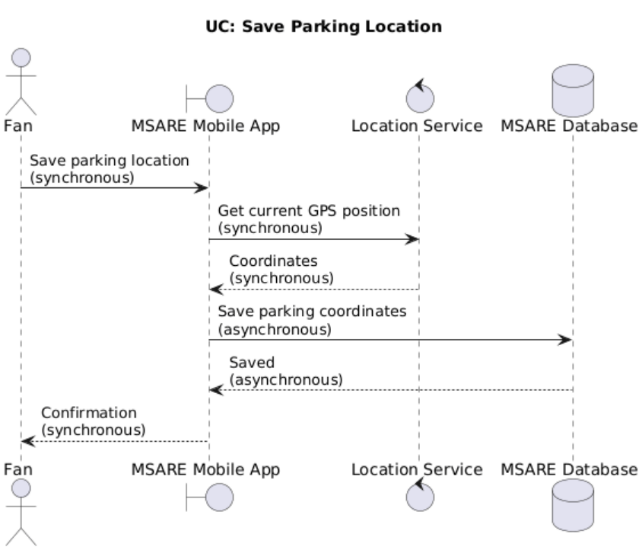 UC: Save Parking Location
Fan
MSARE Mobile App
Location Service
MSARE Database
Save parking location
(synchronous)
Get current GPS position
(synchronous)
Coordinates
(synchronous)
Save parking coordinates
(asynchronous)
Saved
(asynchronous)
Confirmation
(synchronous)
Fan
MSARE Mobile App
Location Service
MSARE Database